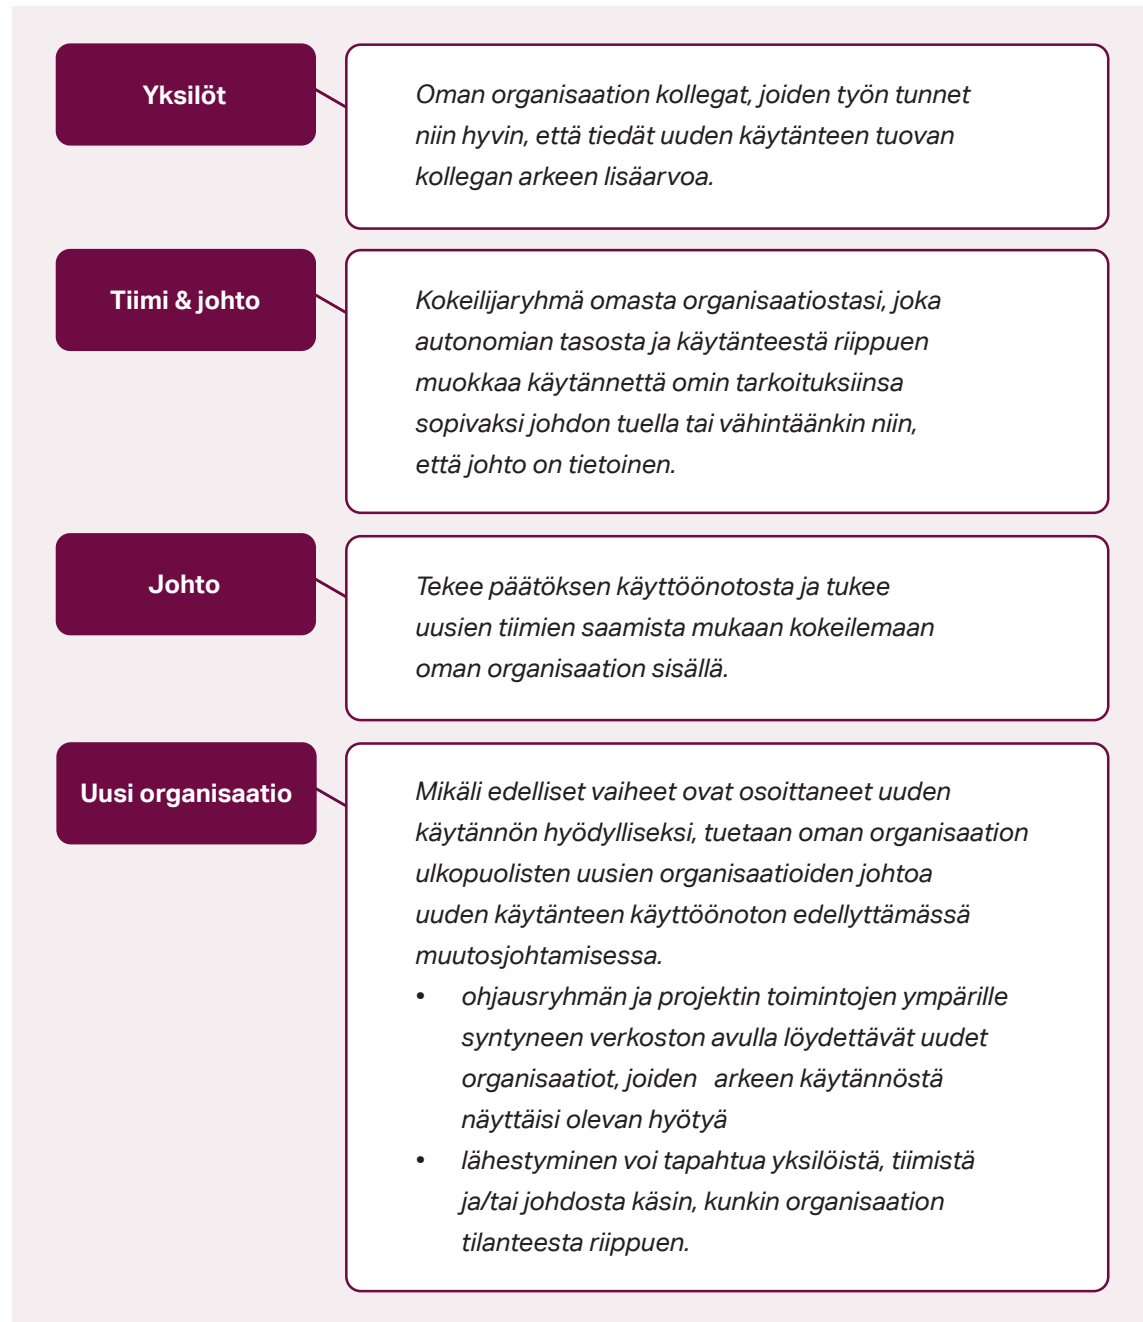 Yksilöt
Oman organisaation kollegat, joiden työn tunnet
niin hyvin, että tiedät uuden käytänteen tuovan
kollegan arkeen lisäarvoa.
Tiimi & johto
Kokeilijaryhmä omasta organisaatiostasi, joka
autonomian tasosta ja käytänteestä riippuen
muokkaa käytännettä omin tarkoituksiinsa
sopivaksi johdon tuella tai vähintäänkin niin,
että johto on tietoinen.
Johto
Tekee päätöksen käyttöönotosta ja tukee
uusien tiimien saamista mukaan kokeilemaan
oman organisaation sisällä.
Uusi organisaatio
Mikäli edelliset vaiheet ovat osoittaneet uuden
käytännön hyödylliseksi, tuetaan oman organisaation
ulkopuolisten uusien organisaatioiden johtoa
uuden käytänteen käyttöönoton edellyttämässä
muutosjohtamisessa.
• ohjausryhmän ja projektin toimintojen ympärille
syntyneen verkoston avulla löydettävät uudet
organisaatiot, joiden arkeen käytännöstä
näyttäisi olevan hyötyä
• lähestyminen voi tapahtua yksilöistä, tiimistä
ja/tai johdosta käsin, kunkin organisaation
tilanteesta riippuen.